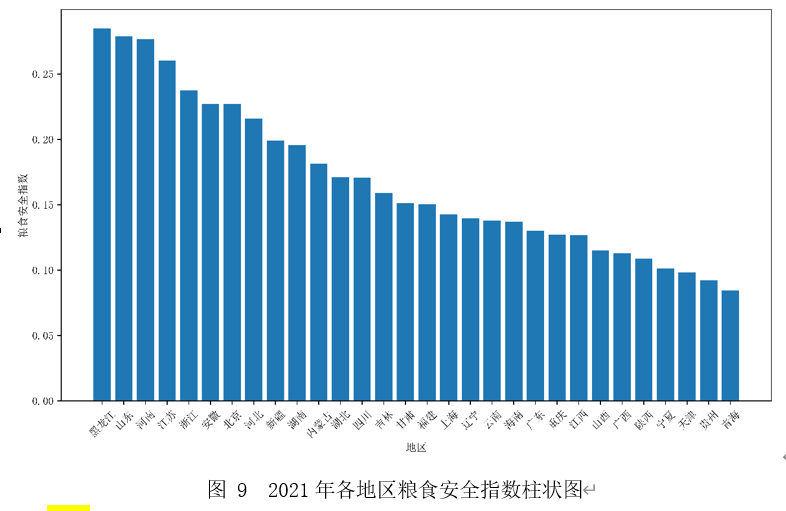 0.25
0.20
0.15
0.10
0.05
0.00
粮食安全指数
黑龙江 山东 河南 江苏 浙江 安徽 北京 河北 新疆 湖南 内蒙古 湖北 四川 吉林 甘肃 福建 上海 辽宁 云南 海南 广东 重庆 江西 山西 广西 陕西 宁夏 天津 贵州 青海
地区
图 9 2021 年各地区粮食安全指数柱状图